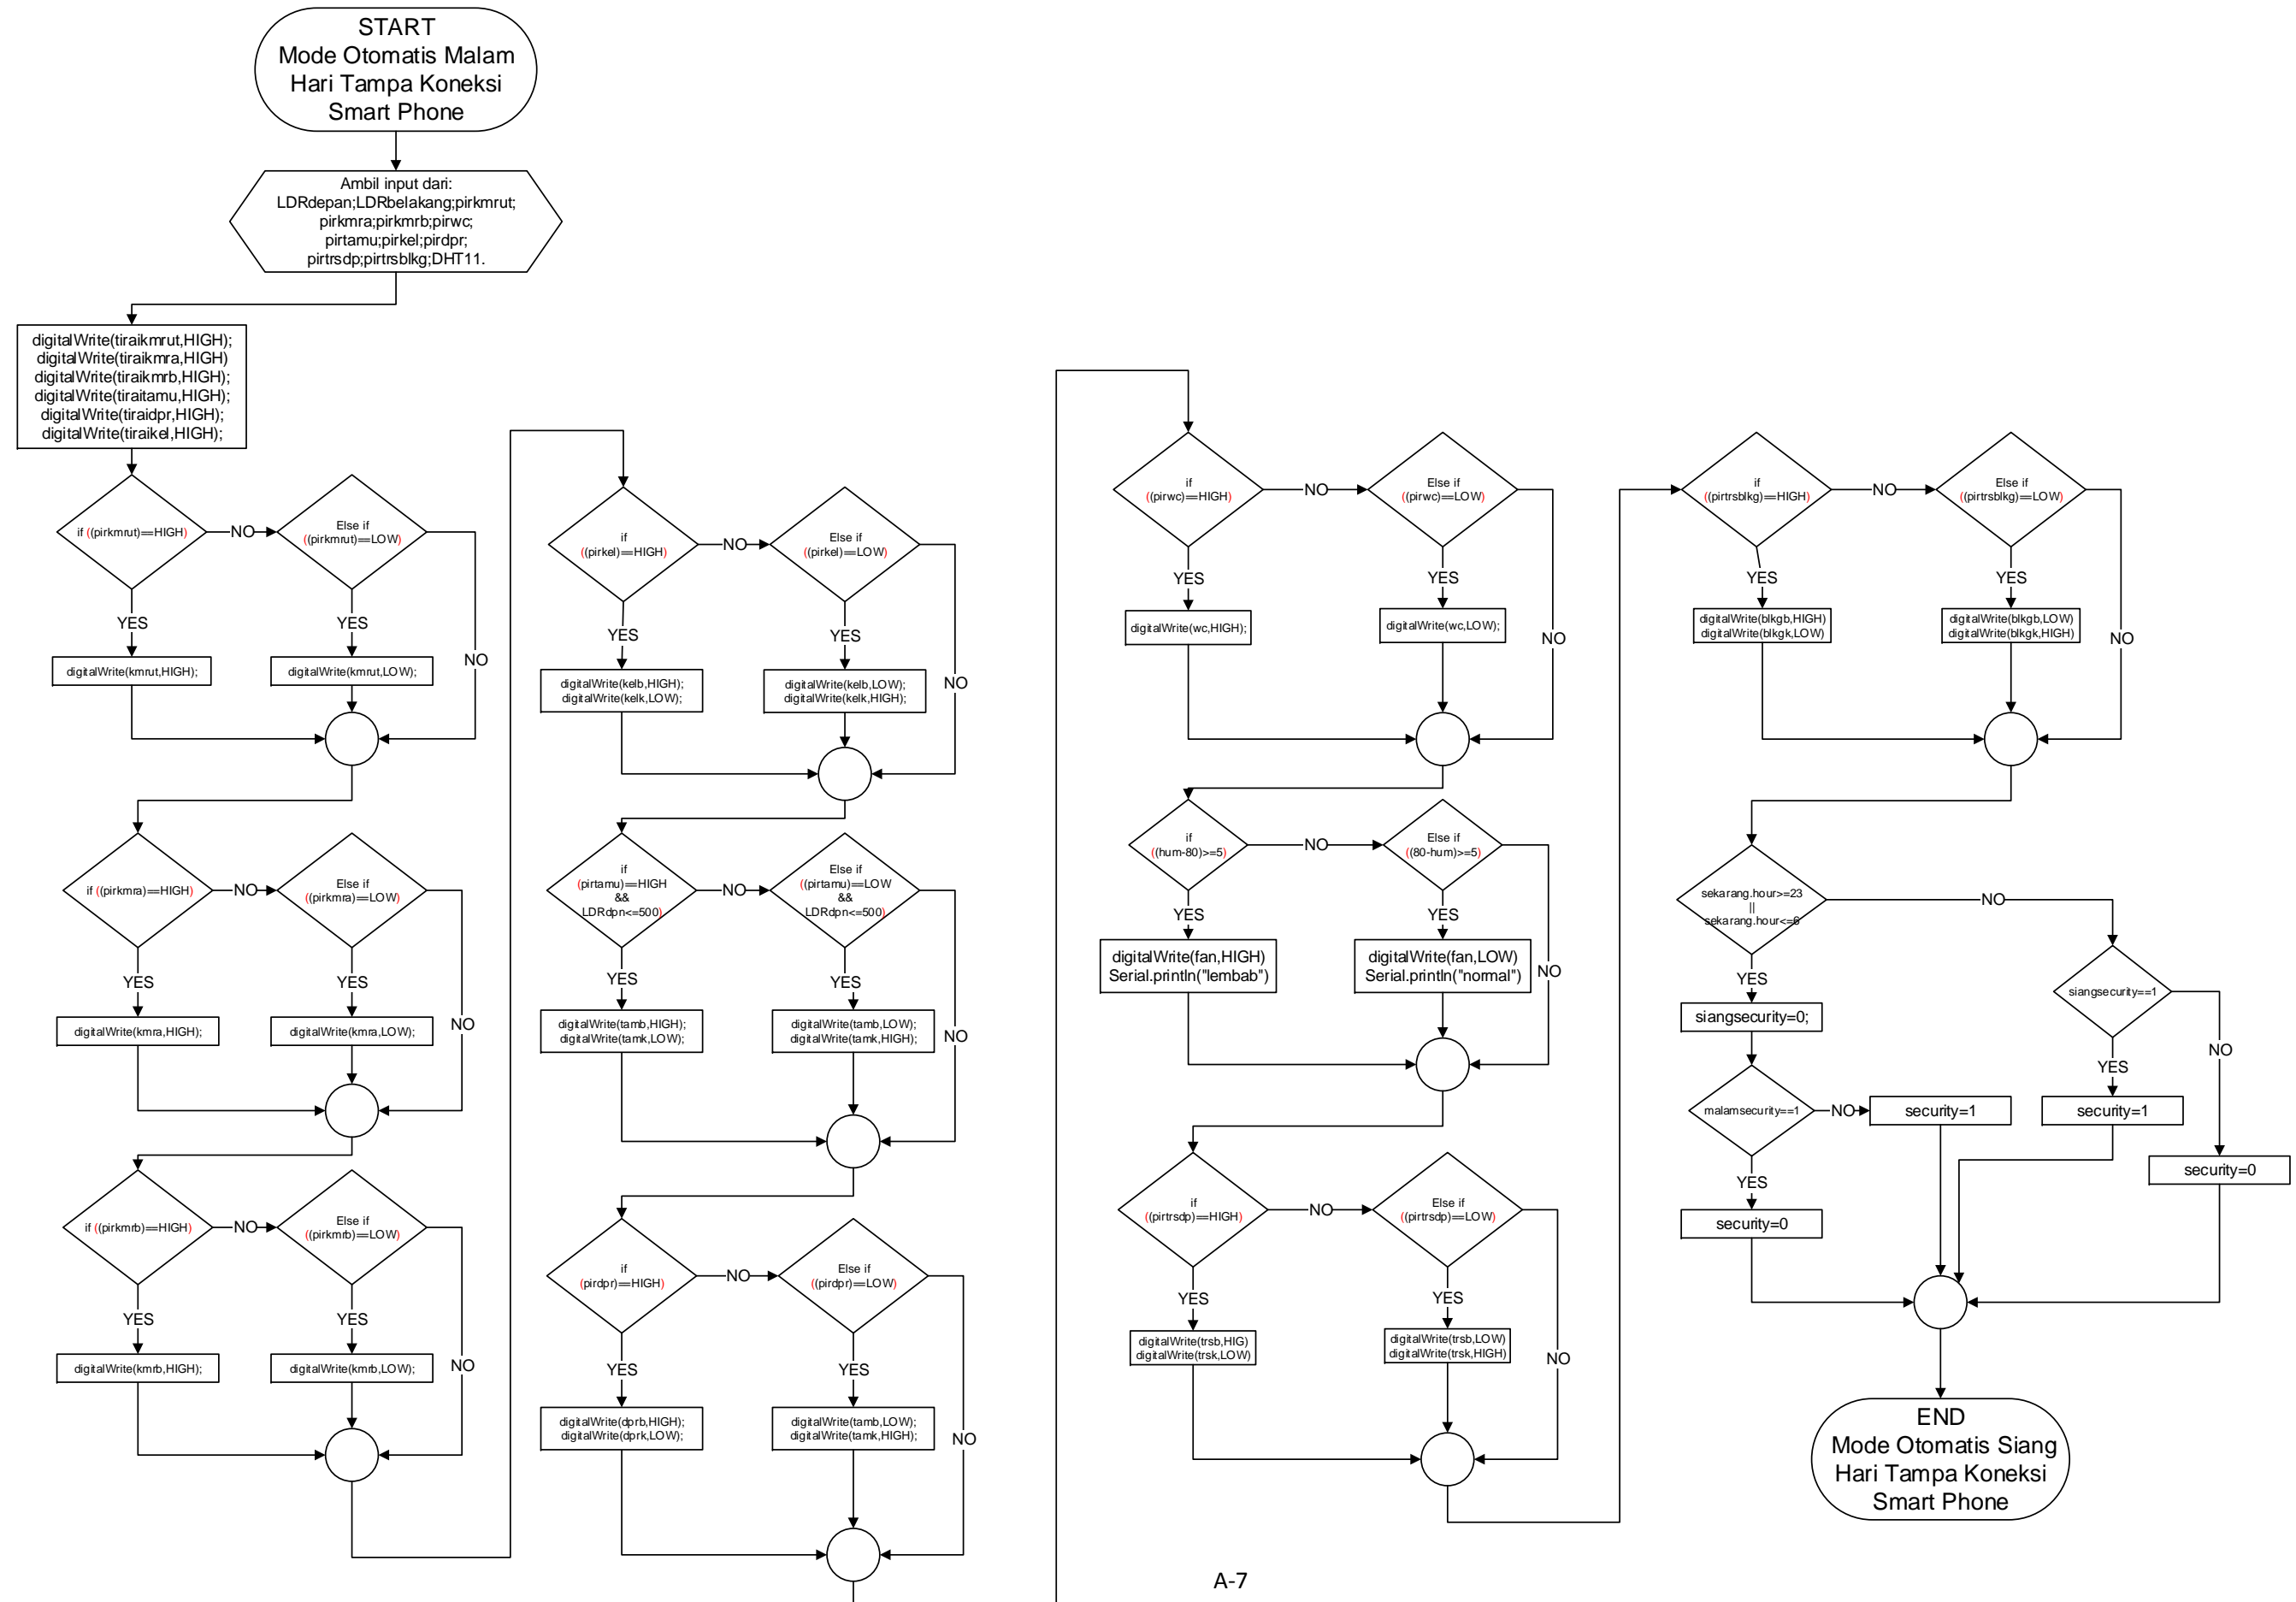 START
Mode Otomatis Malam
Hari Tampa Koneksi
Smart Phone
Ambil input dari:
LDRdepan;LDRbelakang;pirkmrut;
pirkmra;pirkmrb;pirwc;
pirtamu;pirkel;pirdpr;
pirtrsdp;pirtrsblkg;DHT11.
digitalWrite(tiraikmrut,HIGH);
digitalWrite(tiraikmra,HIGH)
digitalWrite(tiraikmrb,HIGH);
digitalWrite(tiraitamu,HIGH);
digitalWrite(tiraidpr,HIGH);
digitalWrite(tiraikel,HIGH);
if ((pirkmrut)==HIGH)
NO
Else if
((pirkmrut)==LOW)
YES
YES
NO
digitalWrite(kmrut,HIGH);
digitalWrite(kmrut,LOW);
if ((pirkmra)==HIGH)
NO
Else if
((pirkmra)==LOW)
YES
YES
NO
digitalWrite(kmra,HIGH);
digitalWrite(kmra,LOW);
if ((pirkmrb)==HIGH)
NO
Else if
((pirkmrb)==LOW)
YES
YES
NO
digitalWrite(kmrb,HIGH);
digitalWrite(kmrb,LOW);
if
((pirkel)==HIGH)
NO
Else if
((pirkel)==LOW)
YES
YES
NO
digitalWrite(kelb,HIGH);
digitalWrite(kelk,LOW);
digitalWrite(kelb,LOW);
digitalWrite(kelk,HIGH);
if
(pirtamu)==HIGH
&&
LDRdpn<=500)
NO
Else if
((pirtamu)==LOW
&&
LDRdpn<=500)
YES
YES
NO
digitalWrite(tamb,HIGH);
digitalWrite(tamk,LOW);
digitalWrite(tamb,LOW);
digitalWrite(tamk,HIGH);
if
(pirdpr)==HIGH)
NO
Else if
((pirdpr)==LOW)
YES
YES
NO
digitalWrite(dprb,HIGH);
digitalWrite(dprk,LOW);
digitalWrite(tamb,LOW);
digitalWrite(tamk,HIGH);
if
((pirwc)==HIGH)
NO
Else if
((pirwc)==LOW)
YES
YES
NO
digitalWrite(wc,HIGH);
digitalWrite(wc,LOW);
if
((hum-80)>=5)
NO
Else if
((80-hum)>=5)
YES
YES
NO
digitalWrite(fan,HIGH)
Serial.println("lembab")
digitalWrite(fan,LOW)
Serial.println("normal")
if
((pirtrsdp)==HIGH)
NO
Else if
((pirtrsdp)==LOW)
YES
YES
NO
digitalWrite(trsb,HIG)
digitalWrite(trsk,LOW)
digitalWrite(trsb,LOW)
digitalWrite(trsk,HIGH)
if
((pirtrsblkg)==HIGH)
NO
Else if
((pirtrsblkg)==LOW)
YES
YES
NO
digitalWrite(blkgb,HIGH)
digitalWrite(blkgk,LOW)
digitalWrite(blkgb,LOW)
digitalWrite(blkgk,HIGH)
sekarang.hour>=23
||
sekarang.hour<=6
NO
YES
siangsecurity=0;
siangsecurity==1
NO
YES
malamsecurity==1
NO
security=1
security=1
YES
security=0
security=0
END
Mode Otomatis Siang
Hari Tampa Koneksi
Smart Phone
A-7